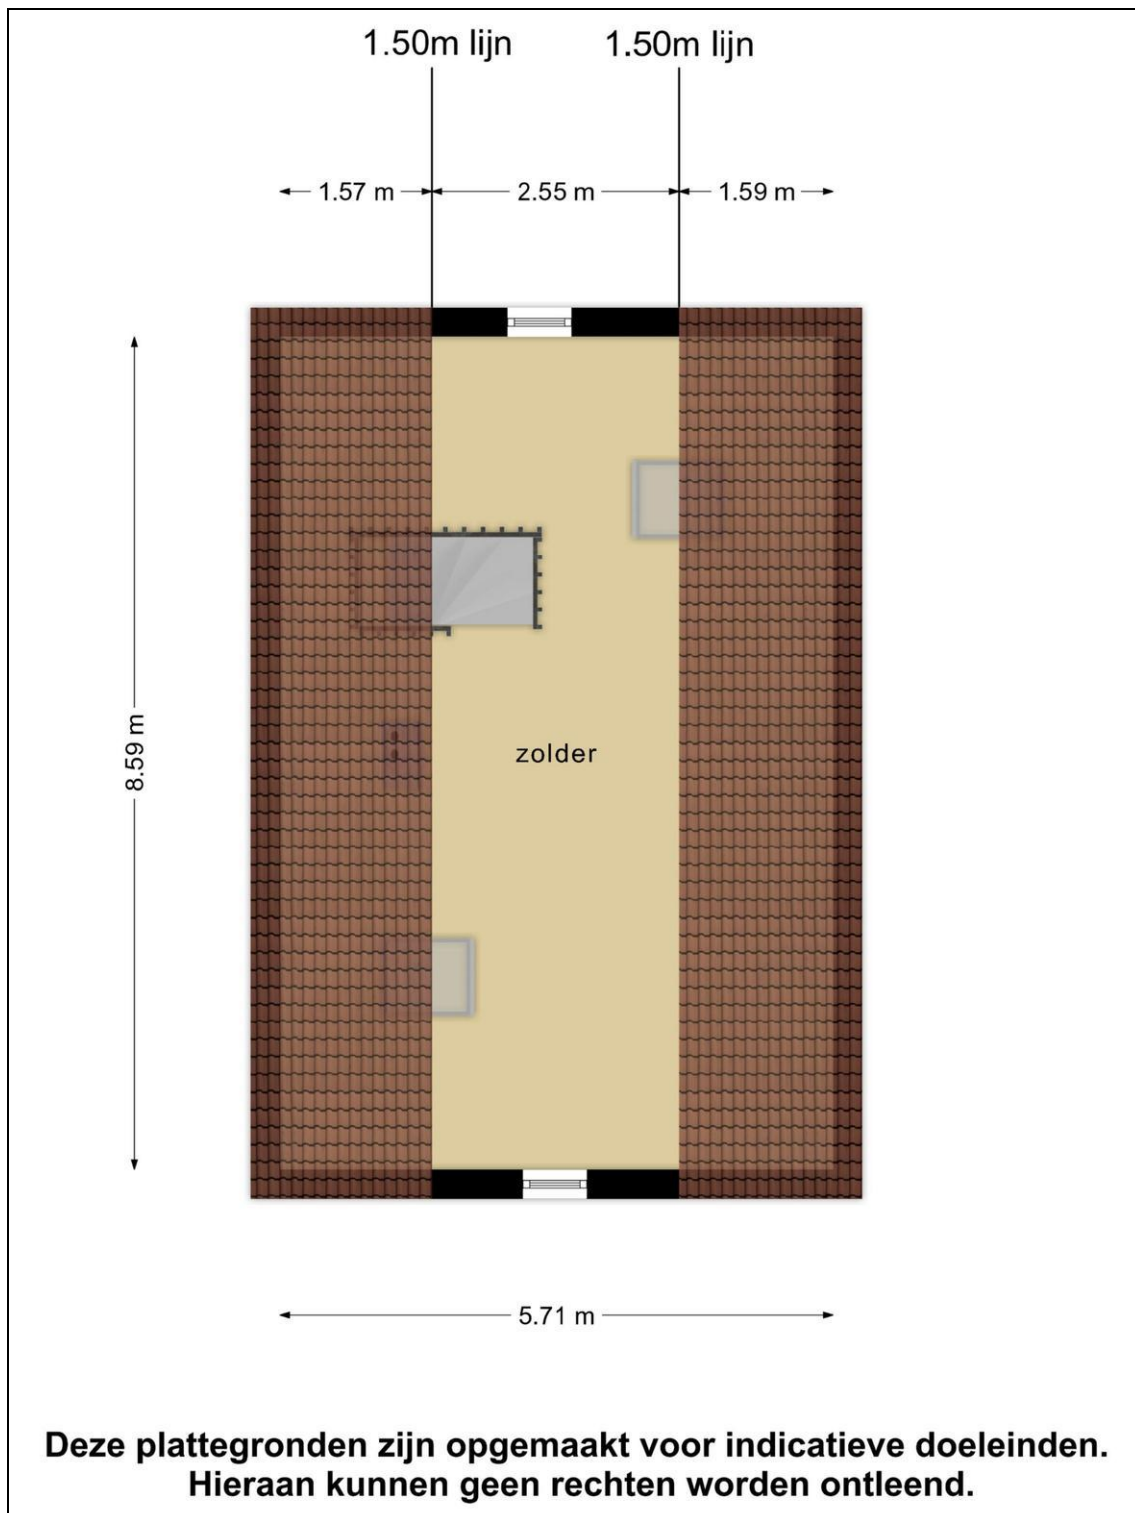 1.50m lijn 1.50m lijn
1.57 m 2.55 m 1.59 m
8.59 m
zolder
5.71 m
Deze plattegronden zijn opgemaakt voor indicatieve doeleinden.
Hieraan kunnen geen rechten worden ontleend.